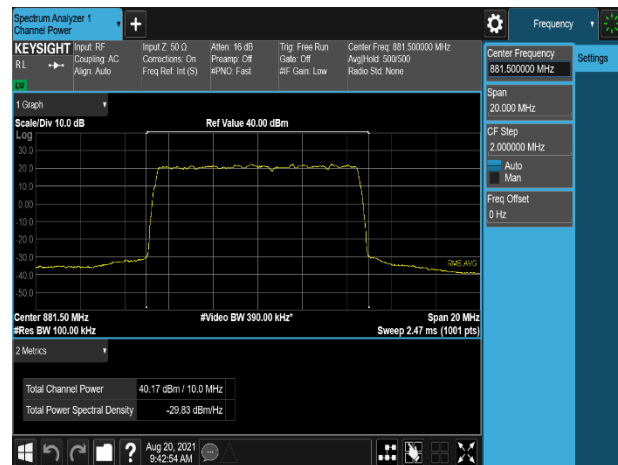 Spectrum Analyzer 1
Channel Power
+
Frequency
KEYSIGHT
RL
LXI
Input: RF
Coupling: AC
Align: Auto
Input Z: 50 Ω
Corrections: On
Freq Ref: Int (S)
Atten: 16 dB
Preamp: Off
#PNO: Fast
Trig: Free Run
Gate: Off
#IF Gain: Low
Center Freq: 881.500000 MHz
Avg|Hold: 500/500
Radio Std: None
Center Frequency
881.500000 MHz
Settings
Span
20.000 MHz
CF Step
2.000000 MHz
Auto
Man
Freq Offset
0 Hz
1 Graph
Scale/Div 10.0 dB
Ref Value 40.00 dBm
Log
30.0
20.0
10.0
0.00
-10.0
-20.0
-30.0
-40.0
-50.0
RMS AVG
Center 881.50 MHz
#Video BW 390.00 kHz*
Span 20 MHz
#Res BW 100.00 kHz
Sweep 2.47 ms (1001 pts)
2 Metrics
Total Channel Power 40.17 dBm / 10.0 MHz
Total Power Spectral Density -29.83 dBm/Hz
?
Aug 20, 2021
9:42:54 AM